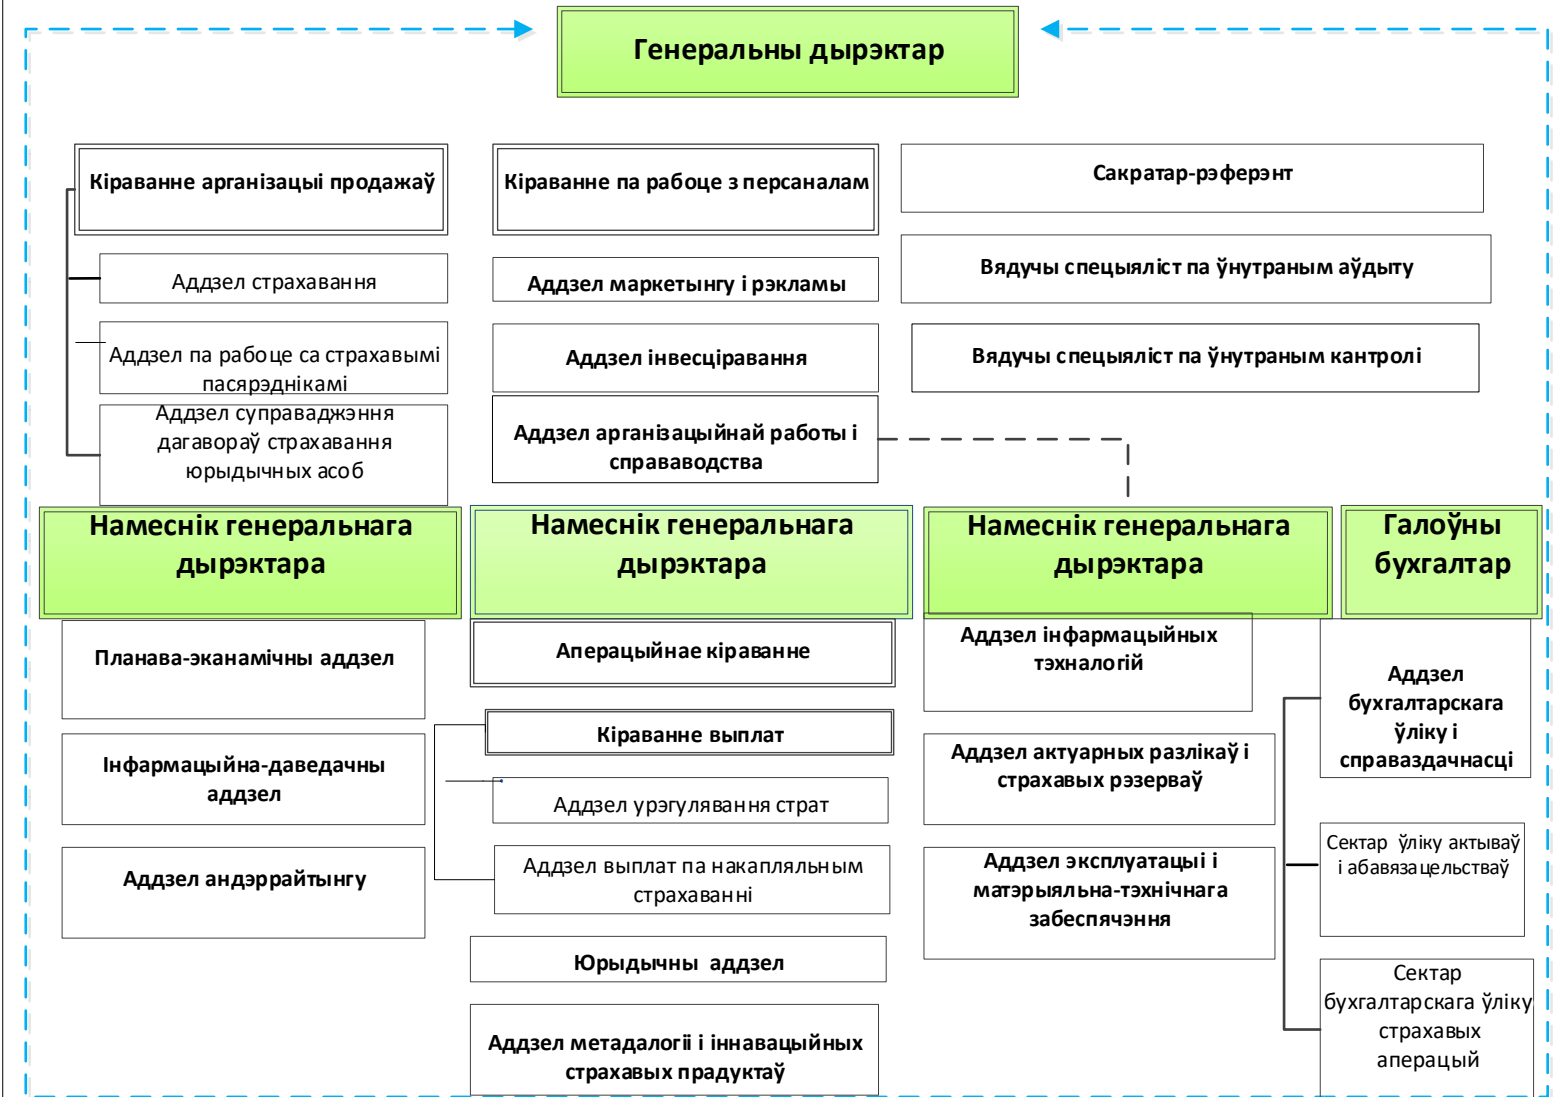 Генеральны дырэктар
Кіраванне арганізацыі продажаў
Аддзел страхавання
Аддзел па рабоце са страхавымі
пасярэднікамі
Аддзел суправаджэння
дагавораў страхавання
юрыдычных асоб
Кіраванне па рабоце з персаналам
Аддзел маркетынгу і рэкламы
Аддзел інвесціравання
Аддзел арганізацыйнай работы і
справаводства
Сакратар-рэферэнт
Вядучы спецыяліст па ўнутраным аўдыту
Вядучы спецыяліст па ўнутраным кантролі
Намеснік генеральнага
дырэктара
Планава-эканамічны аддзел
Інфармацыйна-даведачны
аддзел
Аддзел андэррайтынгу
Намеснік генеральнага
дырэктара
Аперацыйнае кіраванне
Кіраванне выплат
Аддзел урэгулявання страт
Аддзел выплат па накапляльным
страхаванні
Юрыдычны аддзел
Аддзел метадалогіі і іннавацыйных
страхавых прадуктаў
Намеснік генеральнага
дырэктара
Аддзел інфармацыйных
тэхналогій
Аддзел актуарных разлікаў і
страхавых рэзерваў
Аддзел эксплуатацыі і
матэрыяльна-тэхнічнага
забеспячэння
Галоўны
бухгалтар
Аддзел
бухгалтарскага
ўліку і
справаздачнасці
Сектар ўліку актываў
і абавязацельстваў
Сектар
бухгалтарскага ўліку
страхавых
аперацый